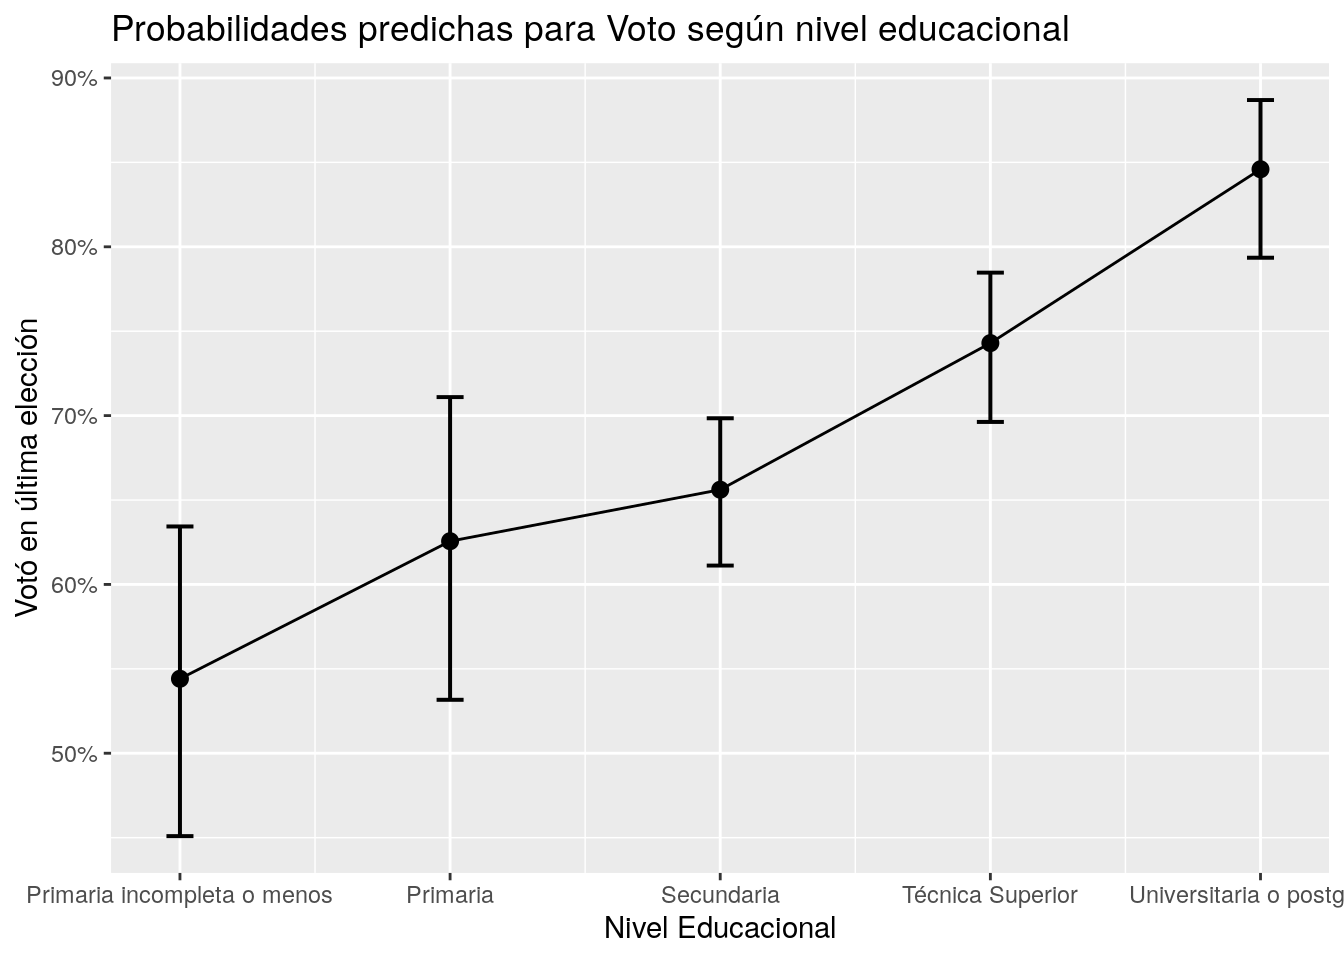 Probabilidades predichas para Voto según nivel educacional
90%
80%
70%
60%
50%
Votó en última elección
Primaria incompleta o menos
Primaria
Secundaria
Técnica Superior
Universitaria o postg
Nivel Educacional